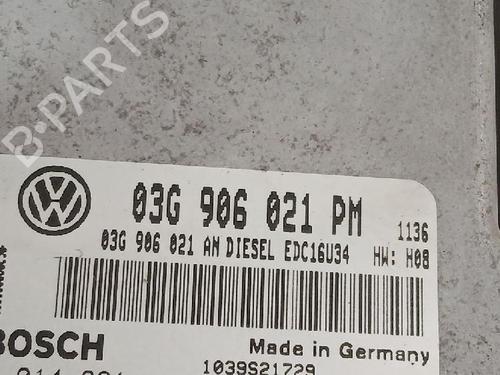 B-PARTS
03G 906 021 PM 1136
03G 906 021 AN DIESEL EDC16U34 HW: H08
BOSCH
Made in Germany
1039S21729